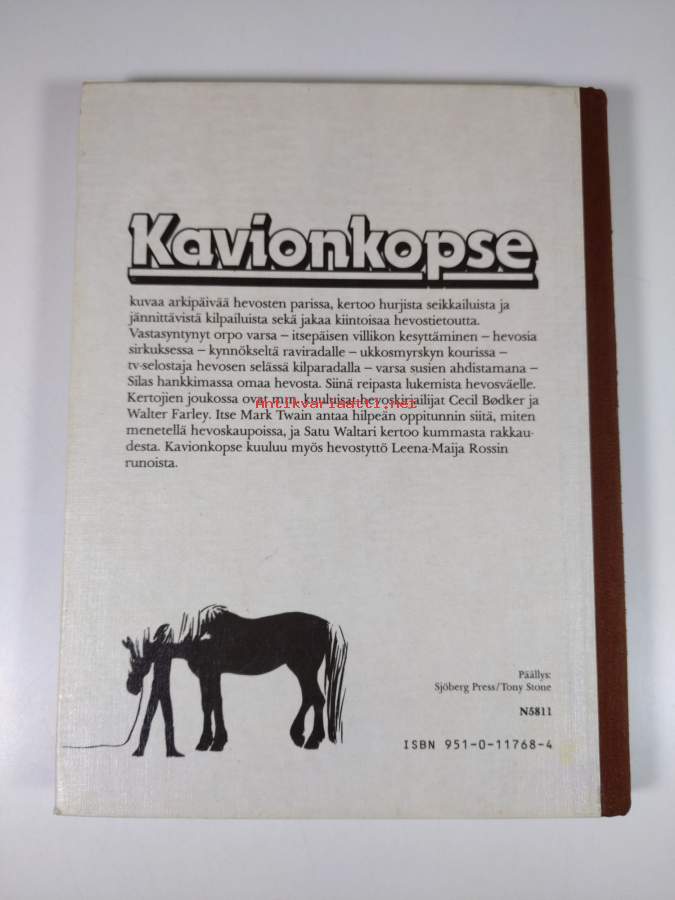 Kavionkopse
kuvaa arkipäivää hevosten parissa, kertoo hurjista seikkailuista ja
jännittävistä kilpailuista sekä jakaa kiintoisaa hevostietoutta.
Vastasyntynyt orpo varsa – itsepäisen villikon kesyttäminen – hevosia
sirkuksessa – kynnökseltä raviradalle – ukkosmyrskyn kourissa –
tv-selostaja hevosen selässä kilparadalla – varsa susien ahdistamana –
Silas hankkimassa omaa hevosta. Siinä reipasta lukemista hevosväelle.
Kertojien joukossa ovat m.m. kuuluisat hevoskirjailijat Cecil Bødker ja
Antikvariaatti.net
Walter Farley. Itse Mark Twain antaa hilpeän oppitunnin siitä, miten
menetellä hevoskaupoissa, ja Satu Waltari kertoo kummasta rakkau-
desta. Kavionkopse kuuluu myös hevostyttö Leena-Maija Rossin
runoista.
Päällys:
Sjöberg Press/Tony Stone
N5811
ISBN 951-0-11768-4